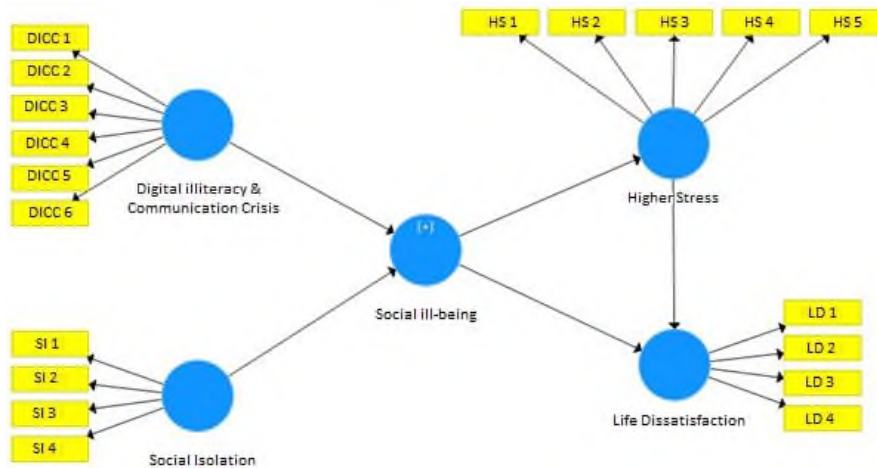 DICC 1
DICC 2
DICC 3
DICC 4
DICC 5
DICC 6
Digital illiteracy &
Communication Crisis
HS 1
HS 2
HS 3
HS 4
HS 5
Higher Stress
[+]
Social ill-being
SI 1
SI 2
SI 3
SI 4
Social Isolation
LD 1
LD 2
LD 3
LD 4
Life Dissatisfaction